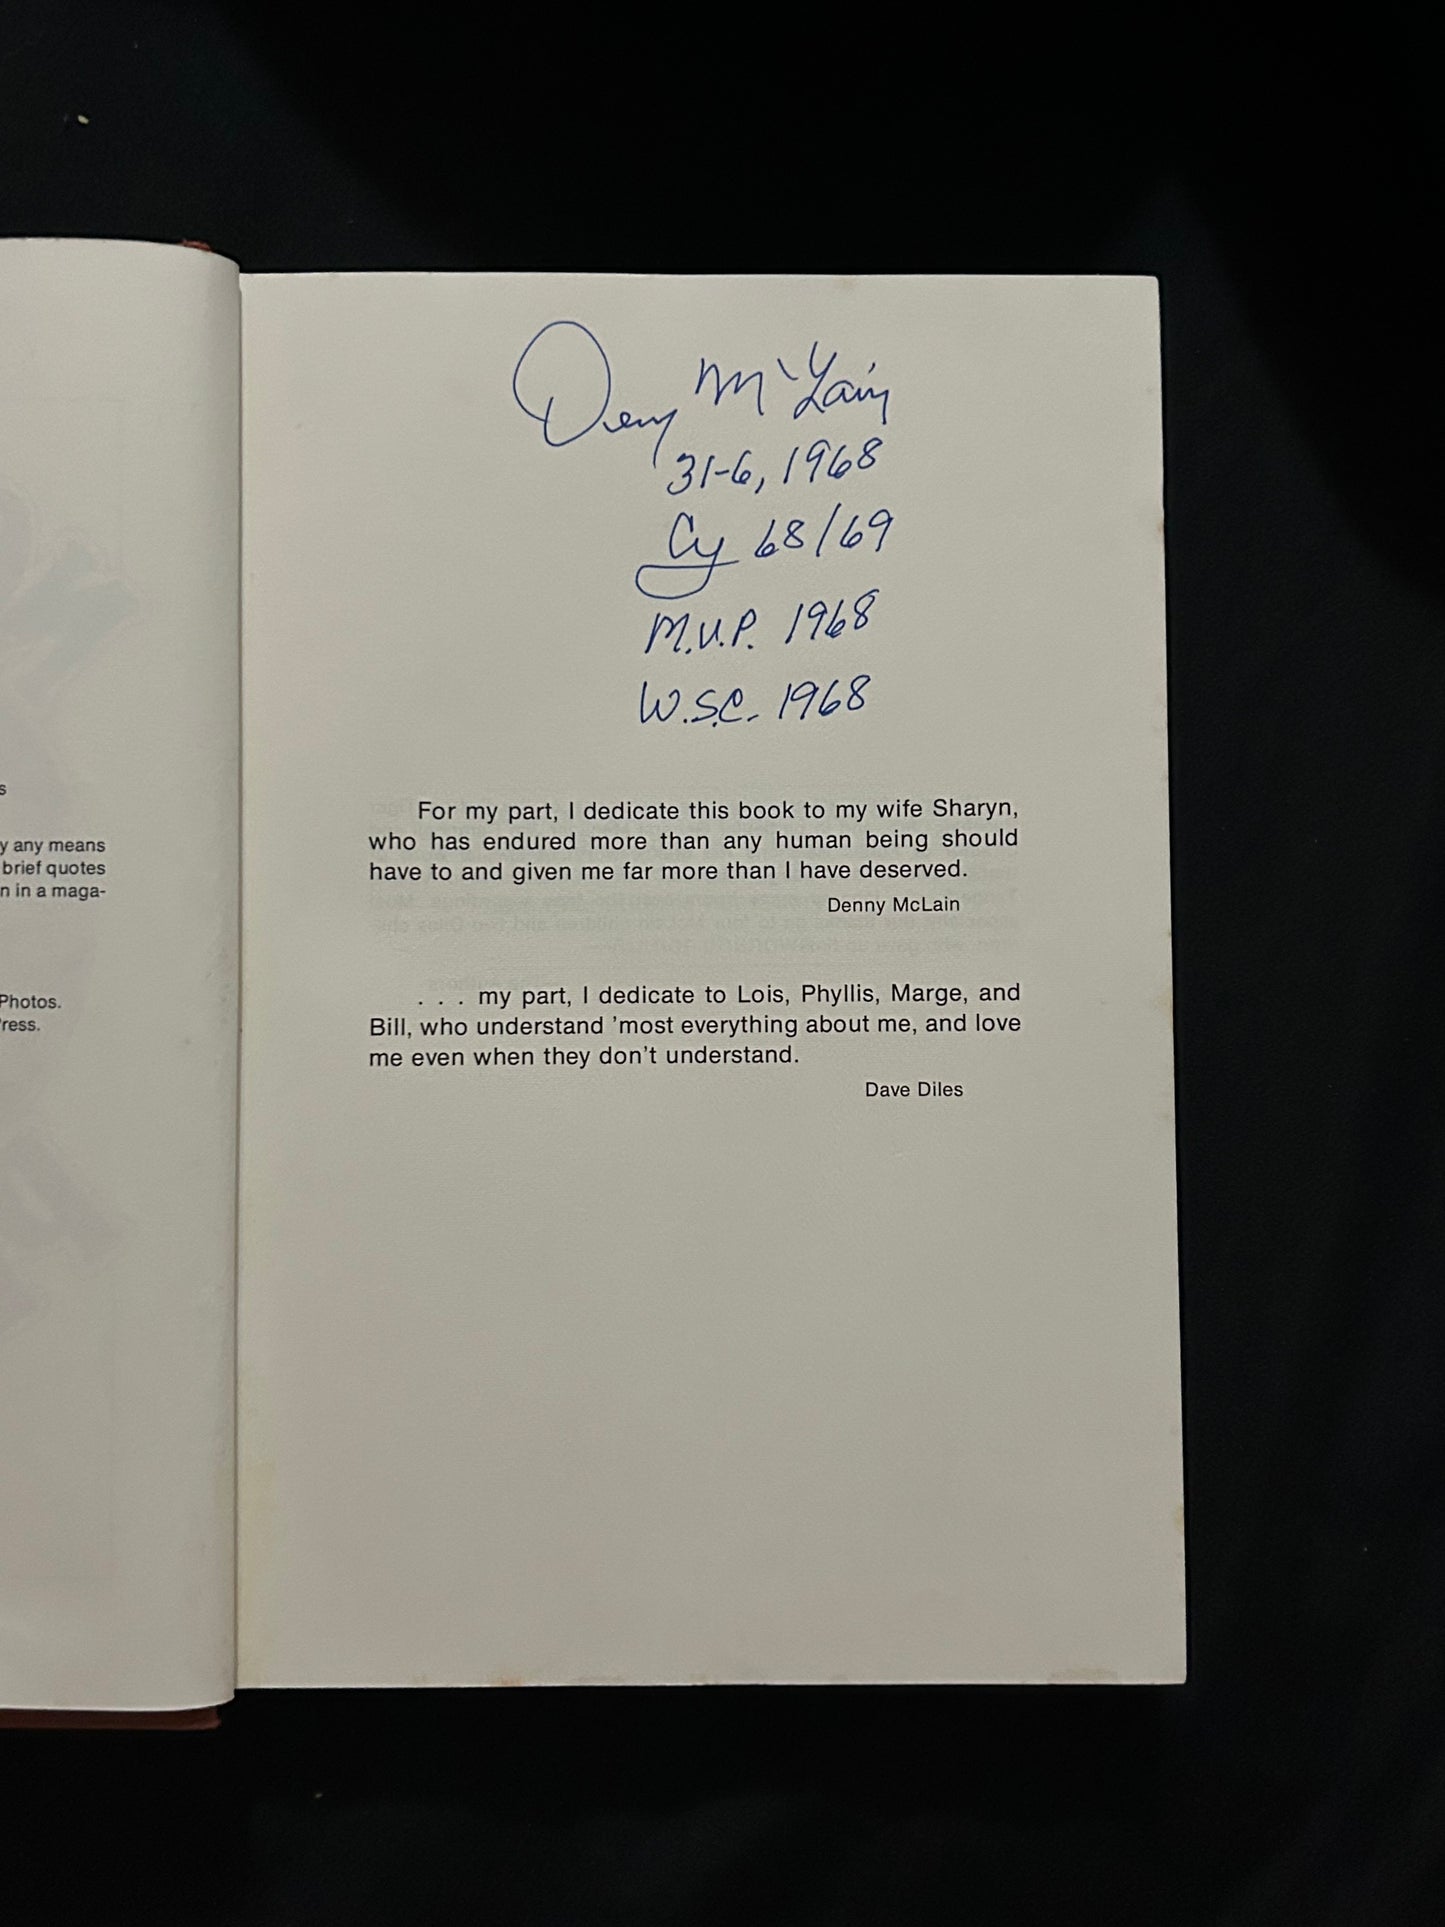 s
y any means
brief quotes
n in a maga-
Photos.
ress.
Denny McLain
31-6, 1968
Cy 68/69
M.V.P. 1968
W.S.C. 1968
For my part, I dedicate this book to my wife Sharyn,
who has endured more than any human being should
have to and given me far more than I have deserved.
Denny McLain
. . . my part, I dedicate to Lois, Phyllis, Marge, and
Bill, who understand ’most everything about me, and love
me even when they don’t understand.
Dave Diles